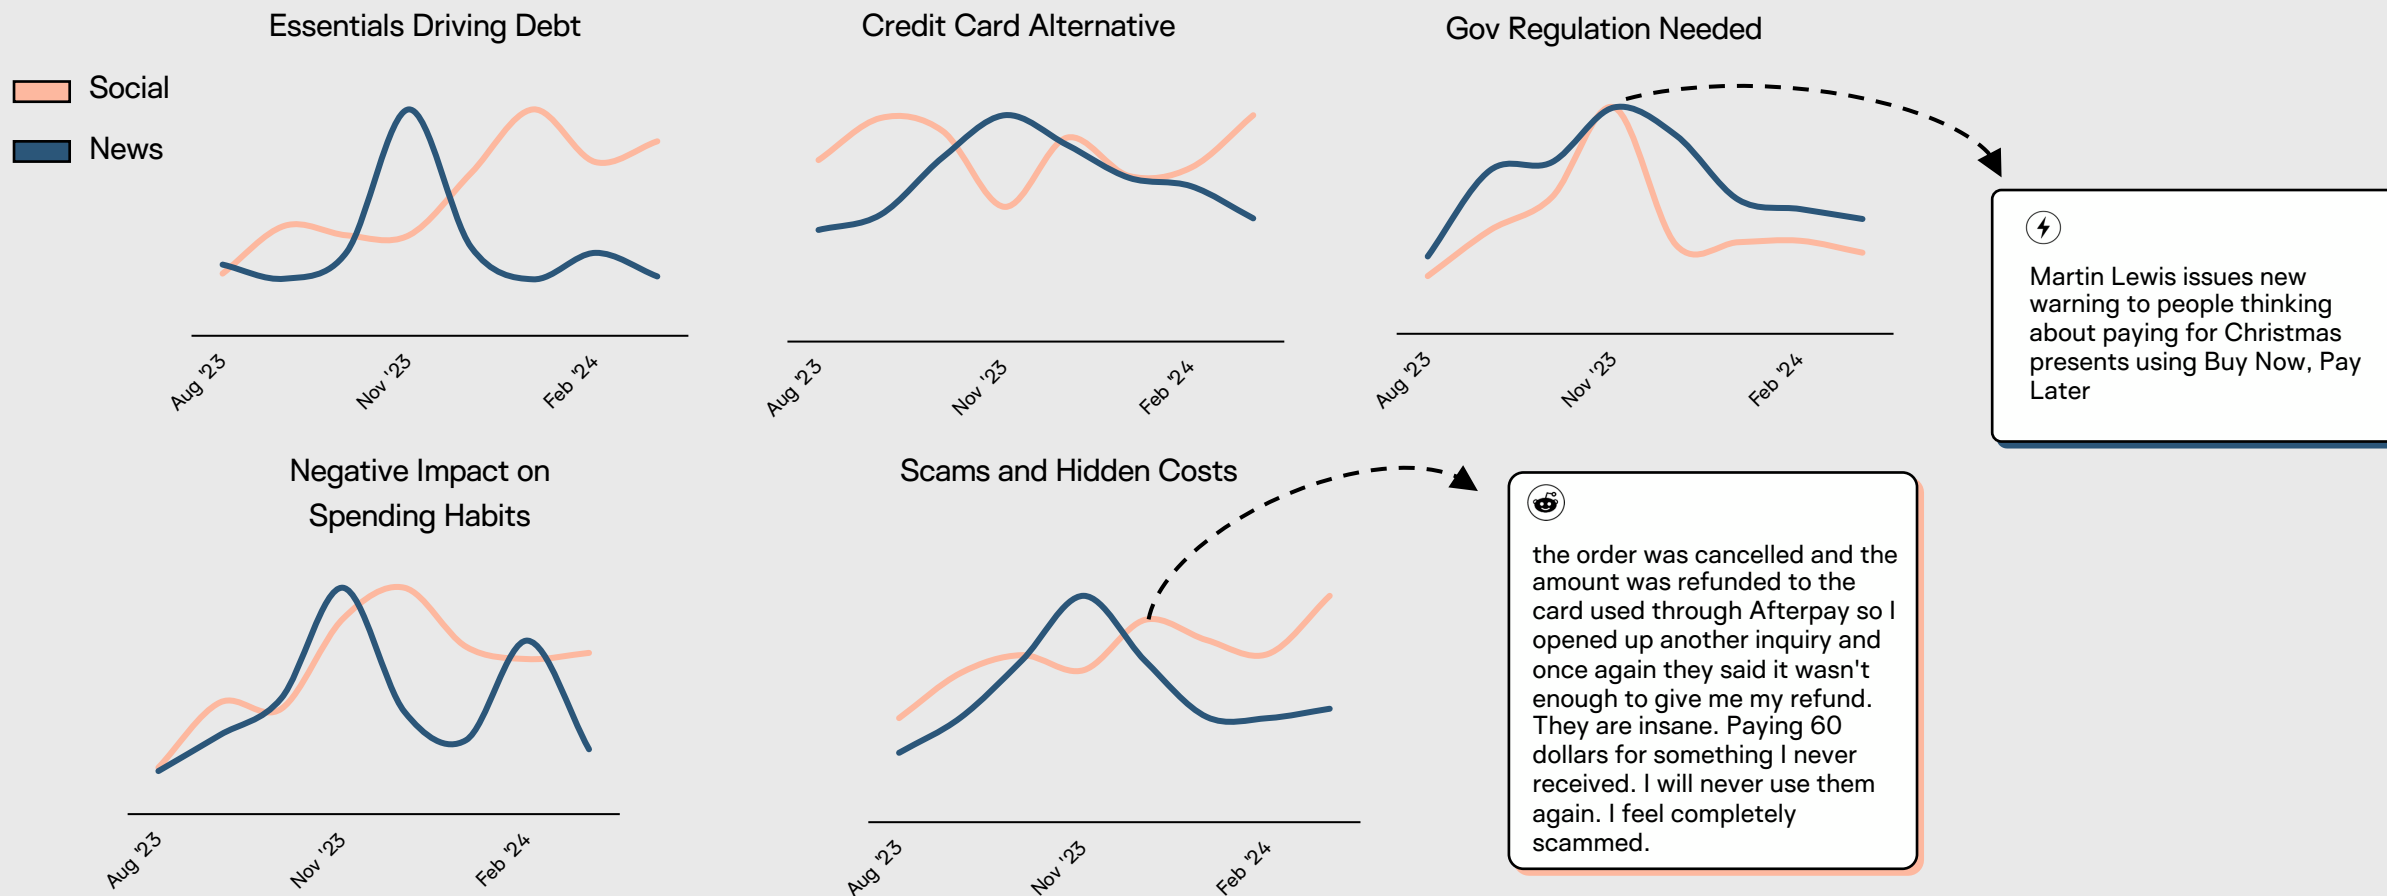 Essentials Driving Debt
Credit Card Alternative
Gov Regulation Needed
Social
News
Aug '23
Nov '23
Feb '24
Aug '23
Nov '23
Feb '24
Aug '23
Nov '23
Feb '24
Martin Lewis issues new
warning to people thinking
about paying for Christmas
presents using Buy Now, Pay
Later
Negative Impact on
Spending Habits
Scams and Hidden Costs
Aug '23
Nov '23
Feb '24
Aug '23
Nov '23
Feb '24
the order was cancelled and the
amount was refunded to the
card used through Afterpay so I
opened up another inquiry and
once again they said it wasn't
enough to give me my refund.
They are insane. Paying 60
dollars for something I never
received. I will never use them
again. I feel completely
scammed.